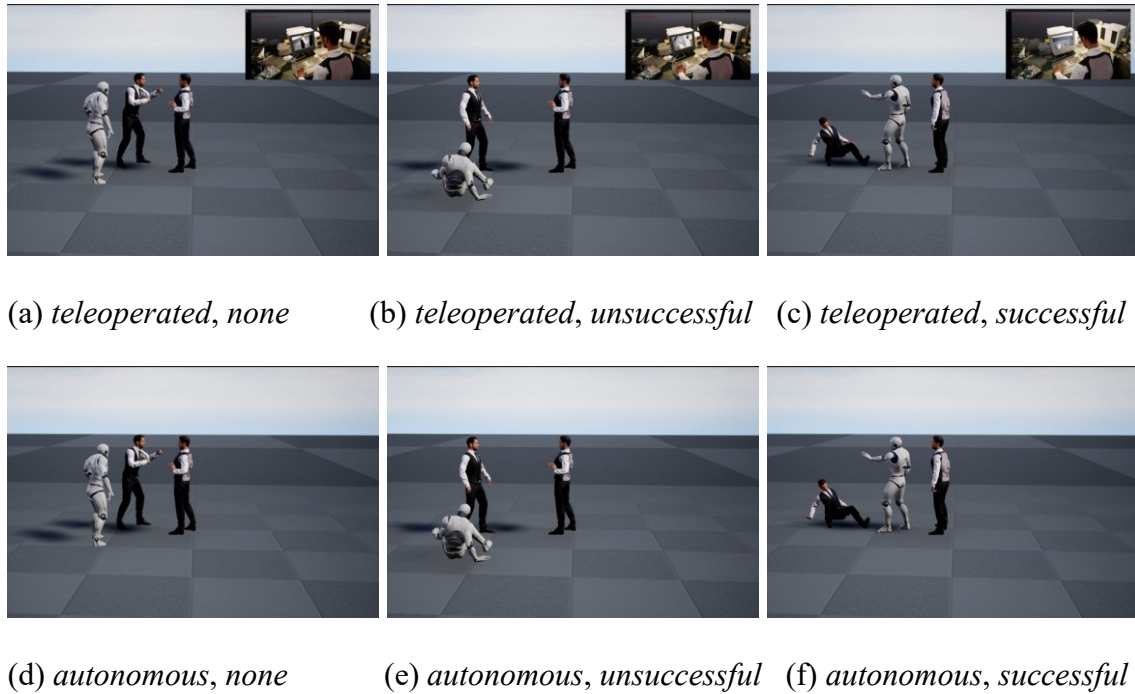 (a) teleoperated, none (b) teleoperated, unsuccessful (c) teleoperated, successful
(d) autonomous, none (e) autonomous, unsuccessful (f) autonomous, successful